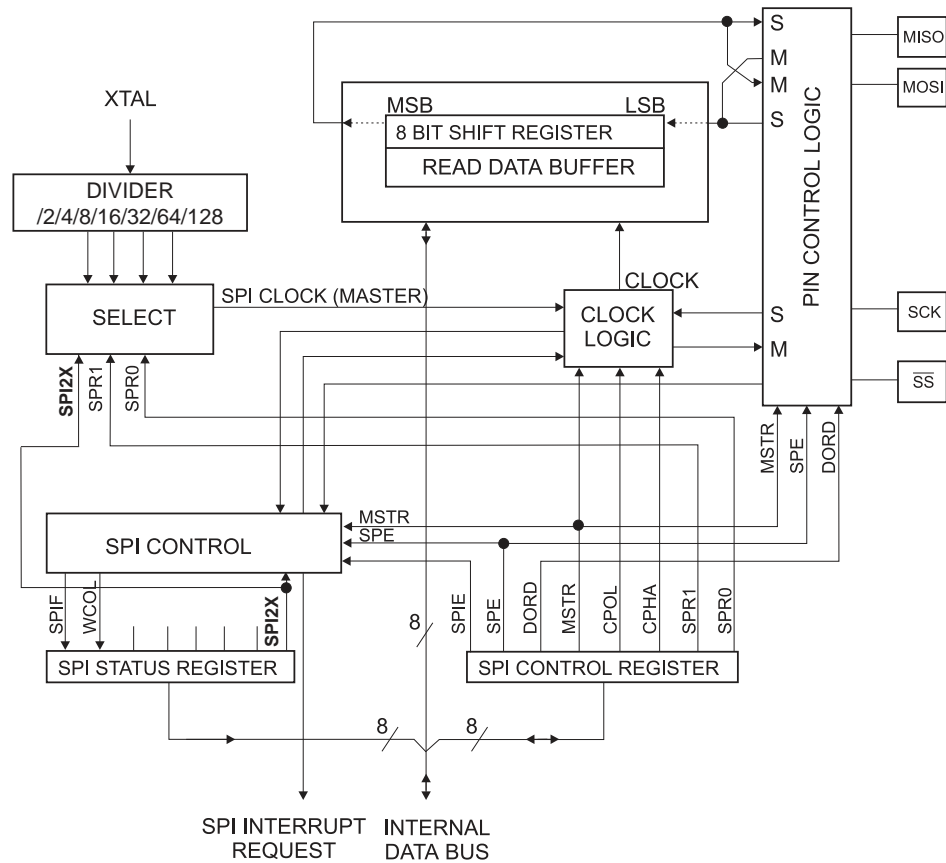 S
MISO
M
MSB
LSB
M
MOSI
XTAL
8 BIT SHIFT REGISTER
S
READ DATA BUFFER
PIN CONTROL LOGIC
DIVIDER
/2/4/8/16/32/64/128
CLOCK
SPI CLOCK (MASTER)
SELECT
CLOCK
LOGIC
S
SCK
M
SS
SPI2X
SPR1
SPR0
MSTR
SPE
DORD
MSTR
SPE
SPI CONTROL
SPIF
WCOL
SPI2X
8
SPIE
SPE
DORD
MSTR
CPOL
CPHA
SPR1
SPR0
SPI STATUS REGISTER
SPI CONTROL REGISTER
8
8
SPI INTERRUPT
REQUEST
INTERNAL
DATA BUS